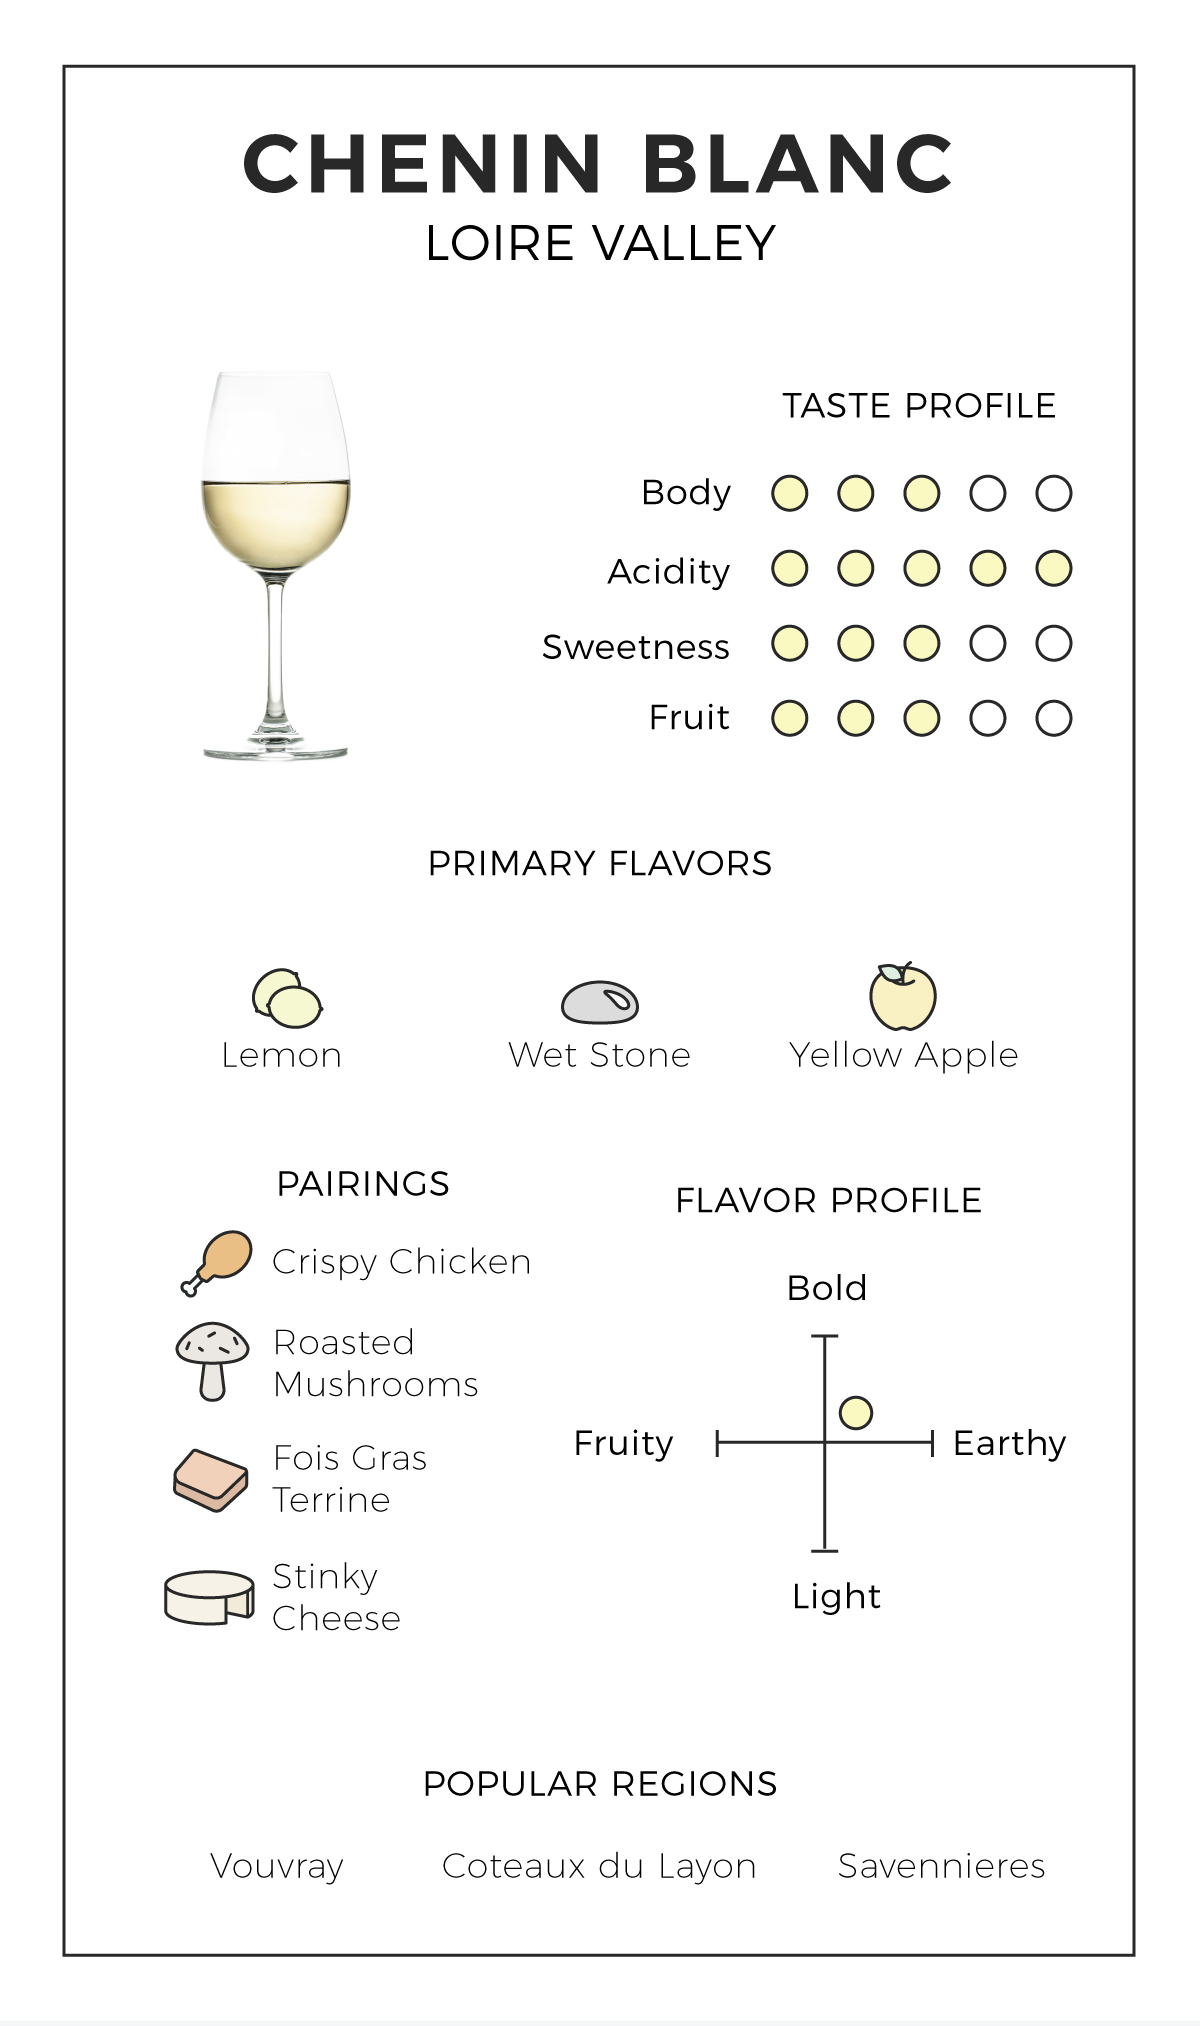 CHENIN BLANC
LOIRE VALLEY
TASTE PROFILE
Body
Acidity
Sweetness
Fruit
PRIMARY FLAVORS
Lemon
Wet Stone
Yellow Apple
PAIRINGS
Crispy Chicken
Roasted
Mushrooms
Fois Gras
Terrine
Stinky
Cheese
FLAVOR PROFILE
Bold
Fruity
Earthy
Light
POPULAR REGIONS
Vouvray
Coteaux du Layon
Savennieres